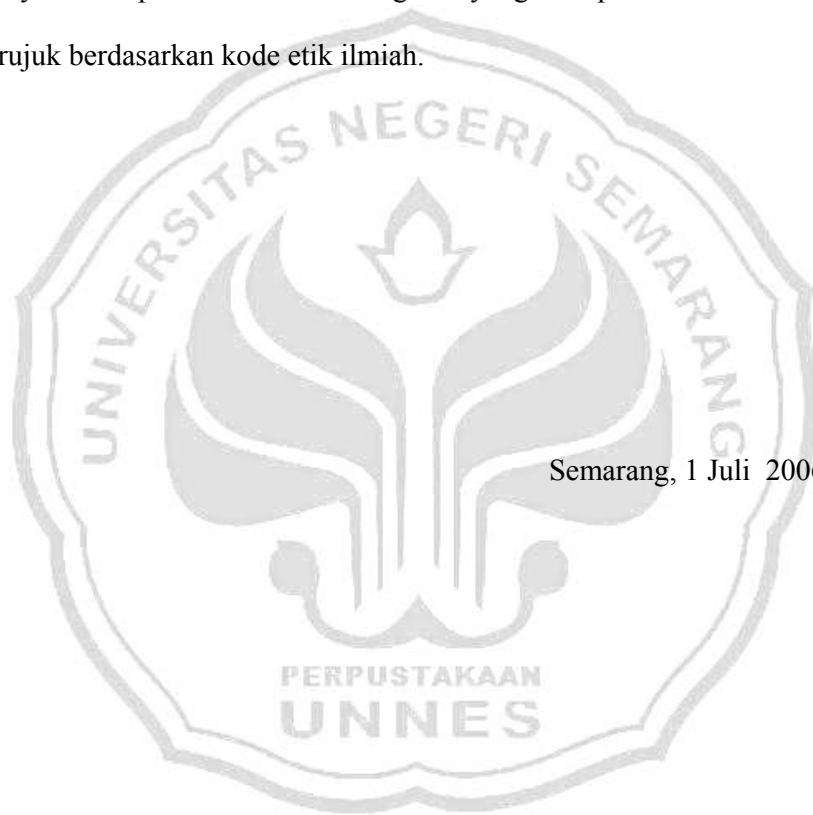 rujuk berdasarkan kode etik ilmiah.
UNIVERSITAS NEGERI SEMARANG
Semarang, 1 Juli 200
PERPUSTAKAAN
UNNES